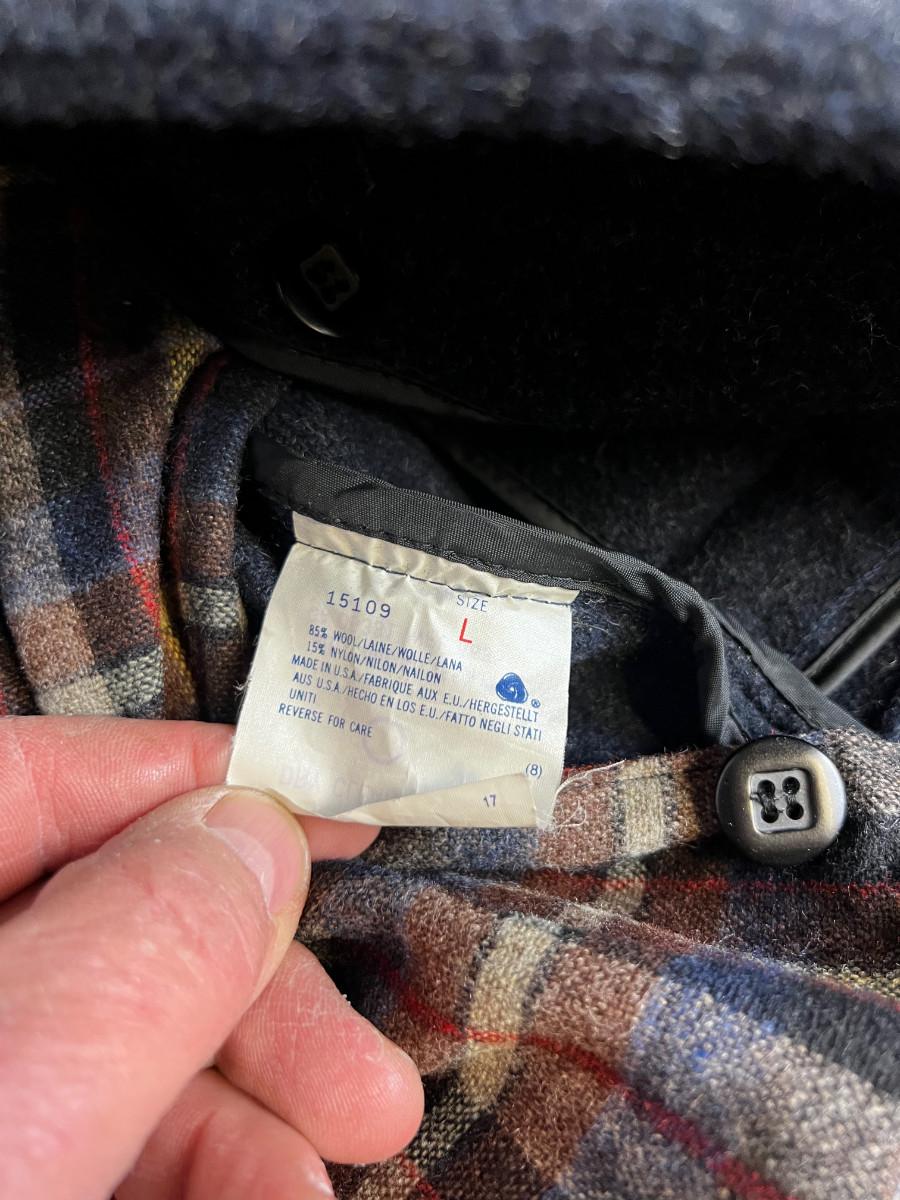 15109 SIZE
L
85% WOOL/LAINE/WOLLE/LANA
15% NYLON/NILON/NAILON
MADE IN U.S.A./FABRIQUE AUX E.U./HERGESTELLT
AUS U.S.A./HECHO EN LOS E.U./FATTO NEGLI STATI
UNITI
REVERSE FOR CARE
®
(8)
17